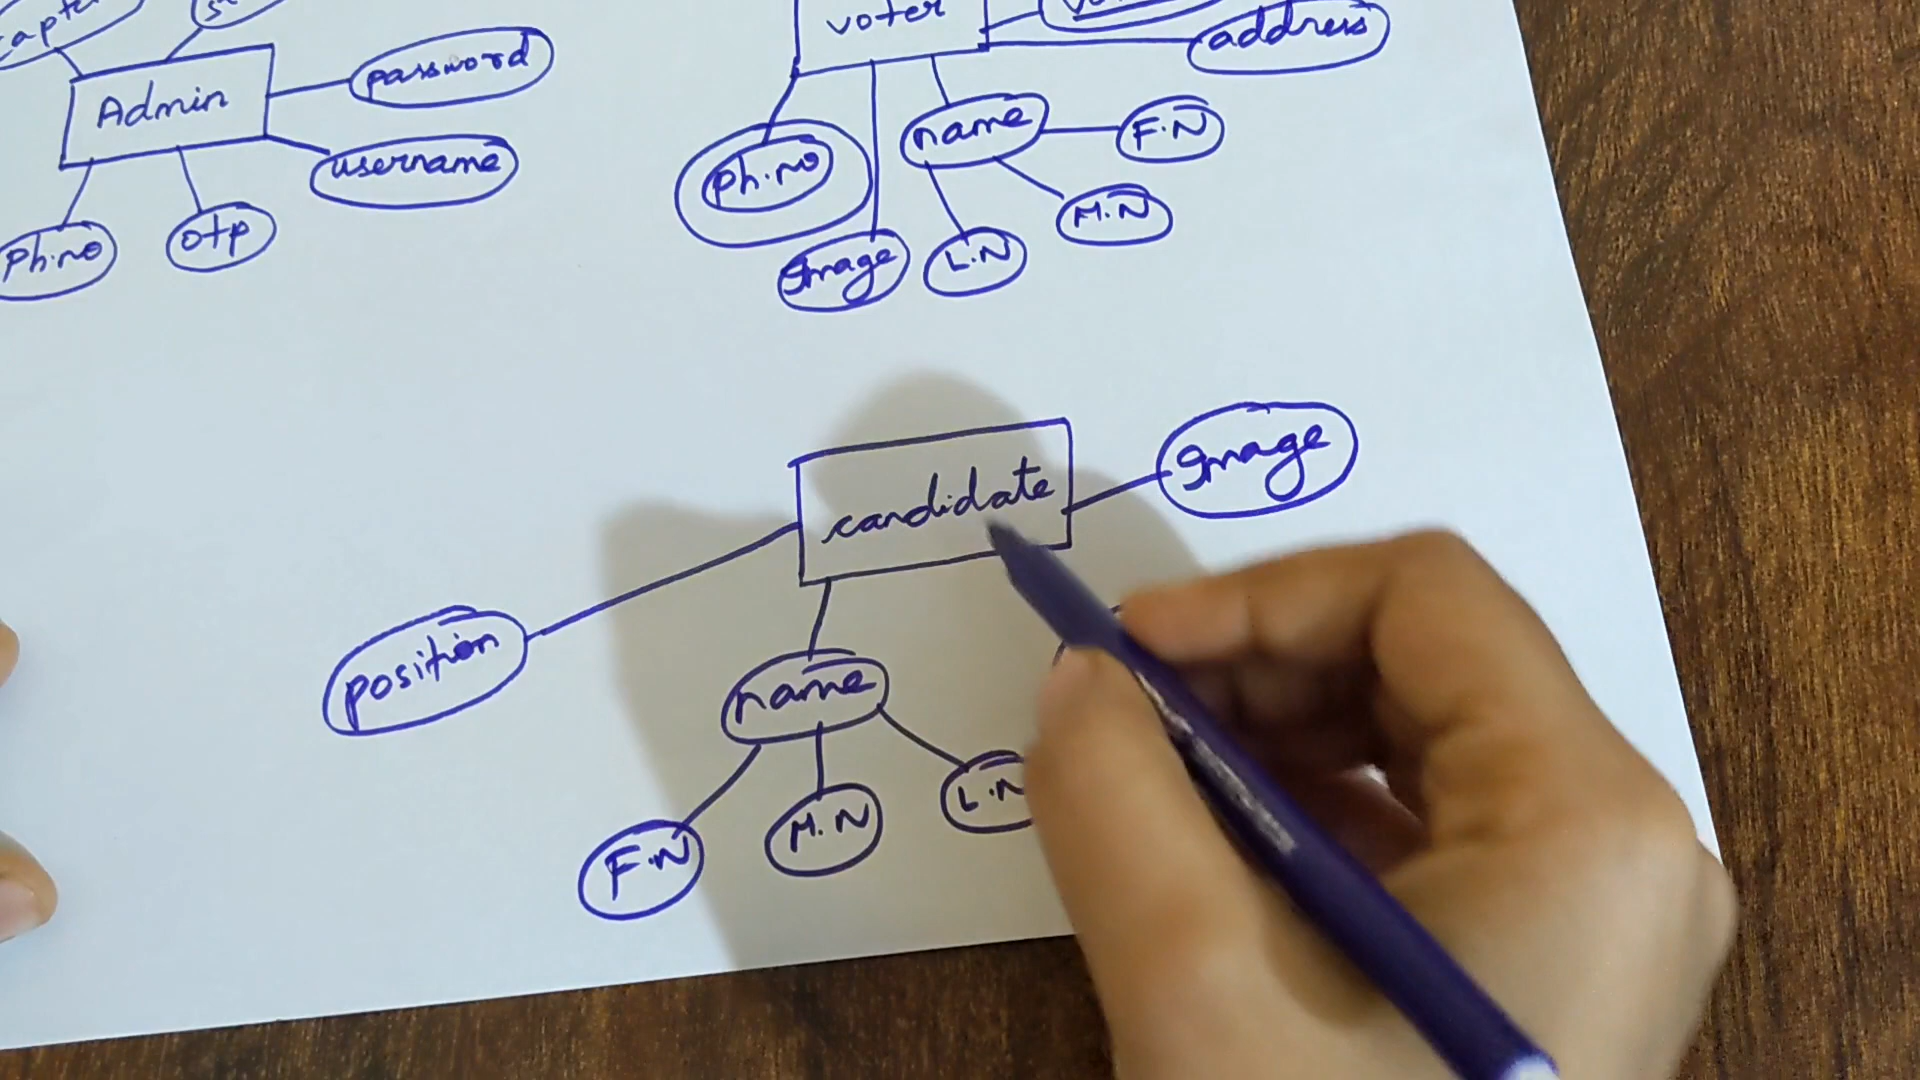 Admin
password
username
ph.no
otp
voter
address
ph.no
name
F.N
M.N
L.N
Image
candidate
Image
position
name
F.N
M.N
L.N